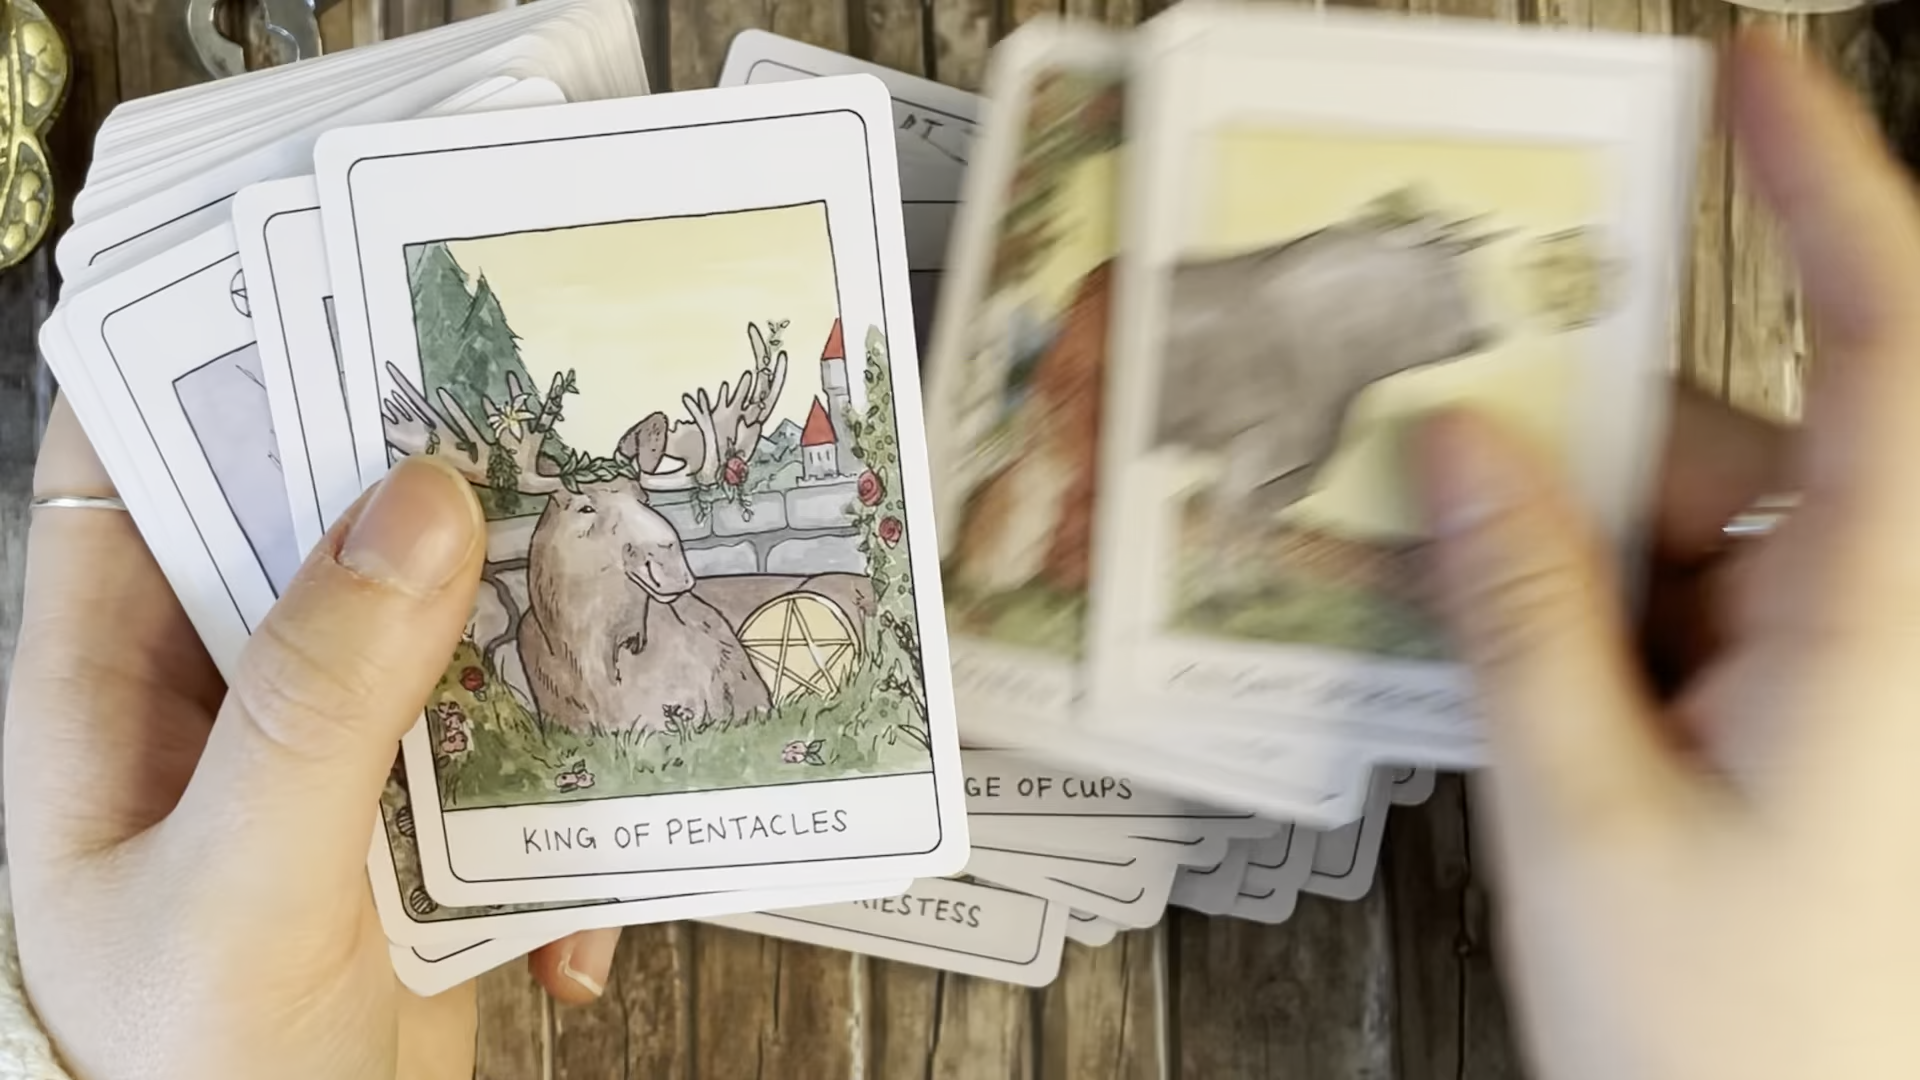 KING OF PENTACLES
GE OF CUPS
RIESTESS